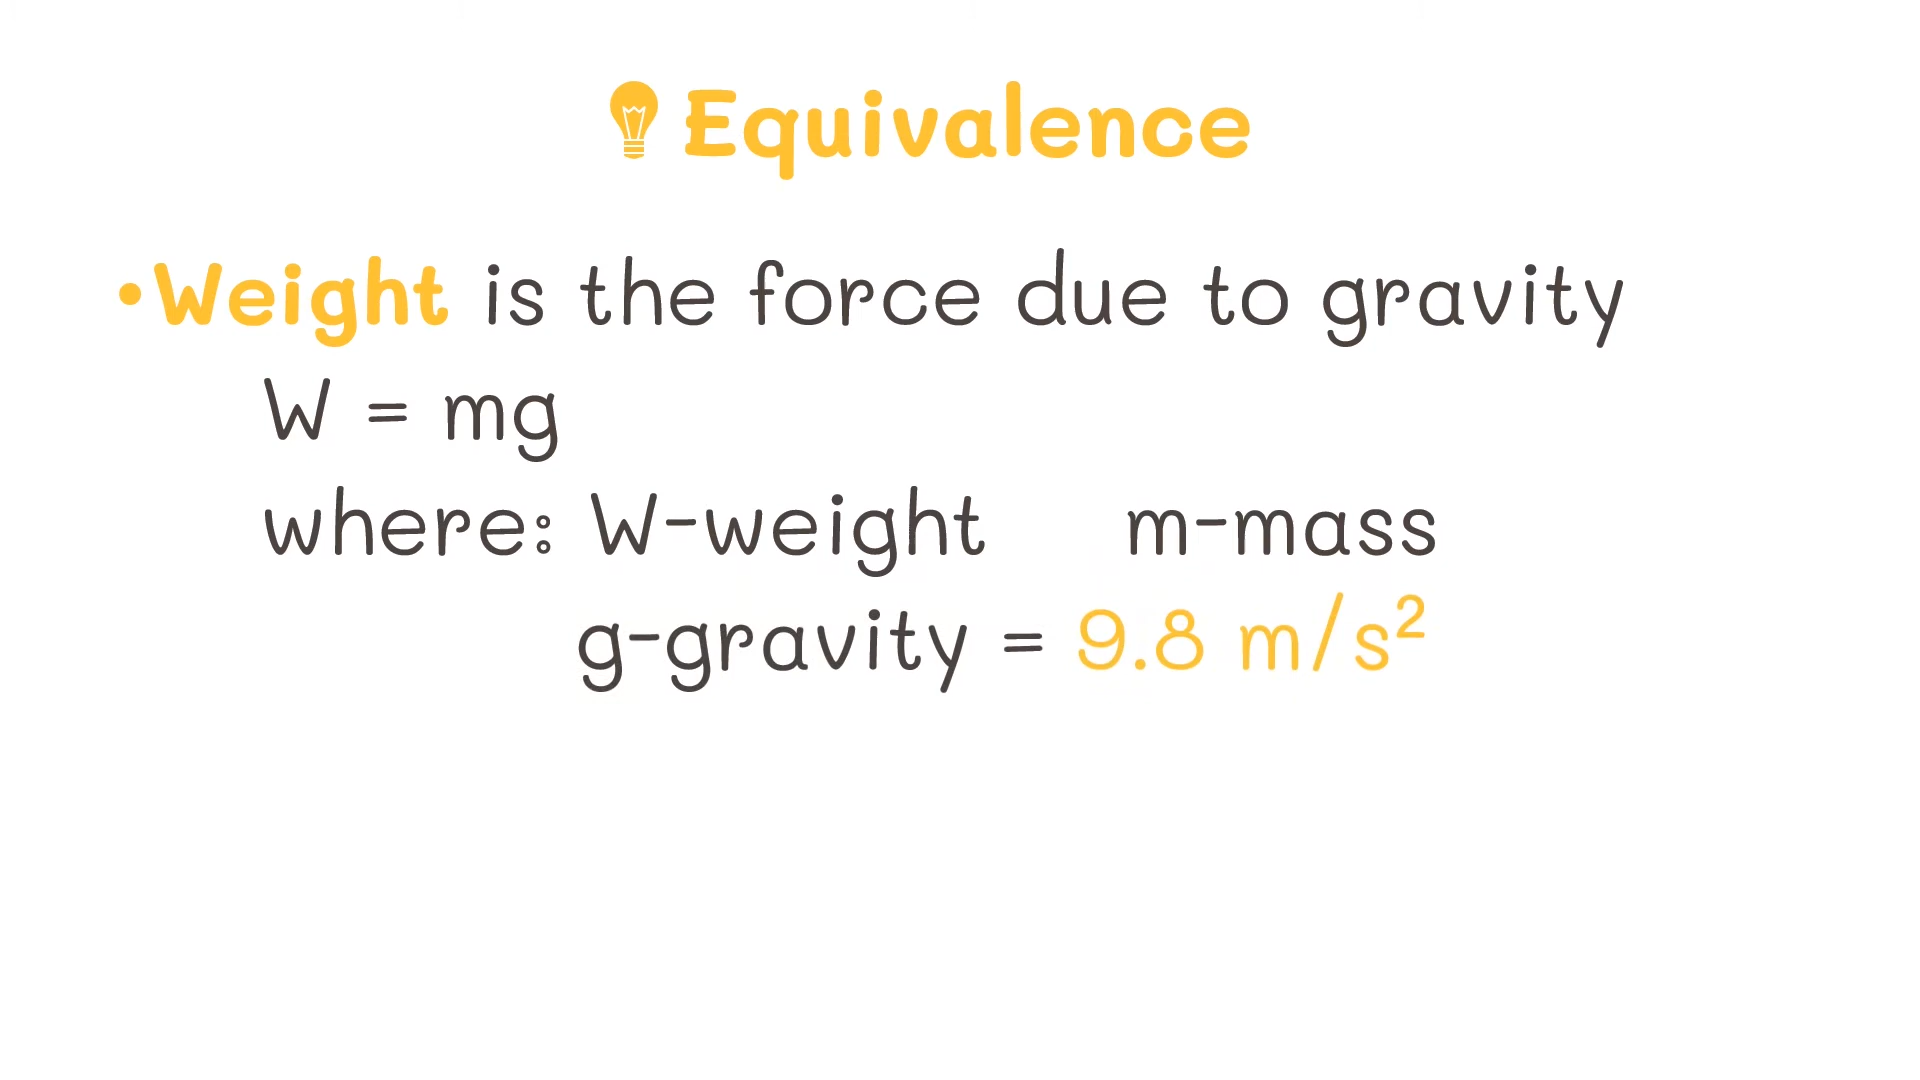 Equivalence
•Weight is the force due to gravity
W = mg
where: W-weight m-mass
g-gravity = 9.8 m/s²